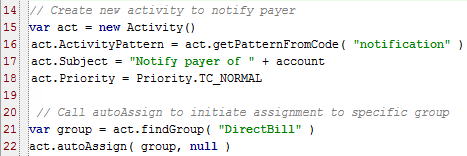 14 // Create new activity to notify payer
15 var act = new Activity()
16 act.ActivityPattern = act.getPatternFromCode( "notification" )
17 act.Subject = "Notify payer of " + account
18 act.Priority = Priority.TC_NORMAL
19
20 // Call autoAssign to initiate assignment to specific group
21 var group = act.findGroup( "DirectBill" )
22 act.autoAssign( group, null )